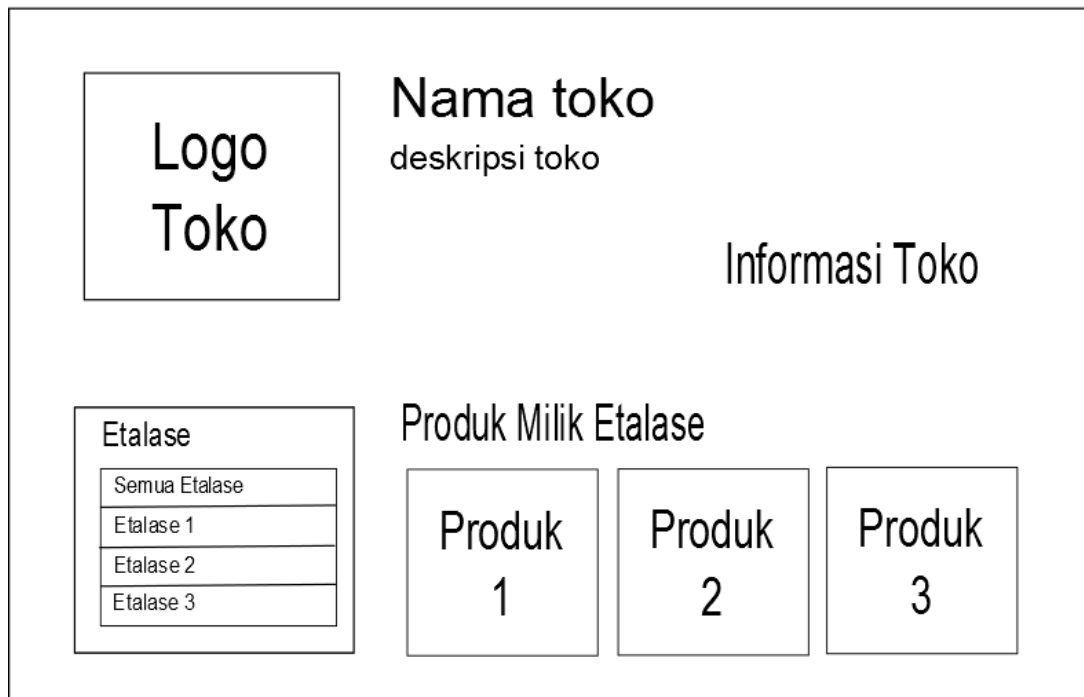 Logo
Toko
Nama toko
deskripsi toko
Informasi Toko
Etalase
Semua Etalase
Etalase 1
Etalase 2
Etalase 3
Produk Milik Etalase
Produk
1
Produk
2
Produk
3